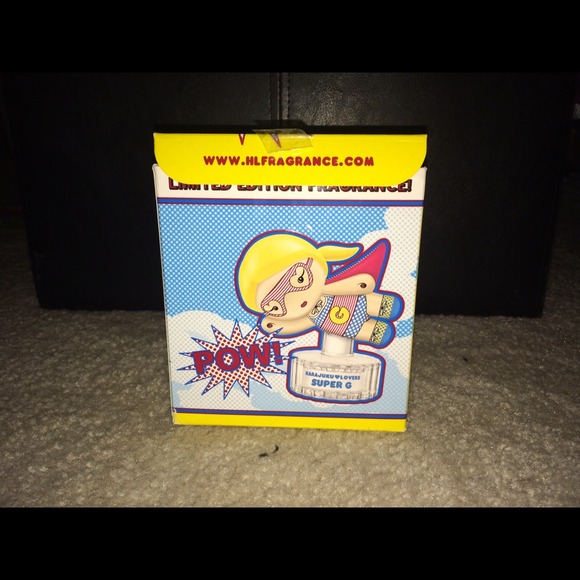 WWW.HLFRAGRANCE.COM
LIMITED EDITION FRAGRANCE!
POW!
HARAJUKU LOVERS
SUPER G
G